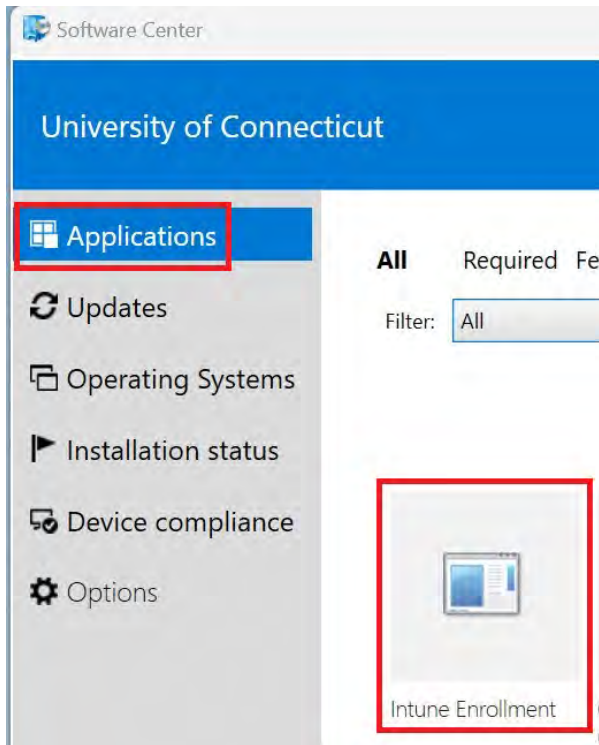 Software Center
University of Connecticut
Applications
Updates
Operating Systems
Installation status
Device compliance
Options
All Required Fe
Filter: All
Intune Enrollment